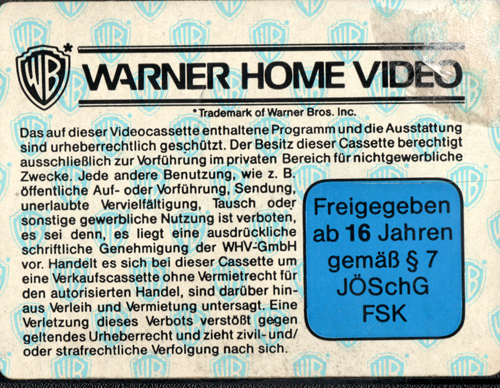 WB*
WARNER HOME VIDEO
*Trademark of Warner Bros. Inc.
Das auf dieser Videocassette enthaltene Programm und die Ausstattung
sind urheberrechtlich geschützt. Der Besitz dieser Cassette berechtigt
ausschließlich zur Vorführung im privaten Bereich für nichtgewerbliche
Zwecke. Jede andere Benutzung, wie z. B.
öffentliche Auf- oder Vorführung, Sendung,
unerlaubte Vervielfältigung, Tausch oder
sonstige gewerbliche Nutzung ist verboten,
es sei denn, es liegt eine ausdrückliche
schriftliche Genehmigung der WHV-GmbH
vor. Handelt es sich bei dieser Cassette um
eine Verkaufscassette ohne Vermietrecht für
den autorisierten Handel, sind darüber hin-
aus Verleih und Vermietung untersagt. Eine
Verletzung dieses Verbots verstößt gegen
geltendes Urheberrecht und zieht zivil- und/
oder strafrechtliche Verfolgung nach sich.
Freigegeben
ab 16 Jahren
gemäß § 7
JÖSchG
FSK